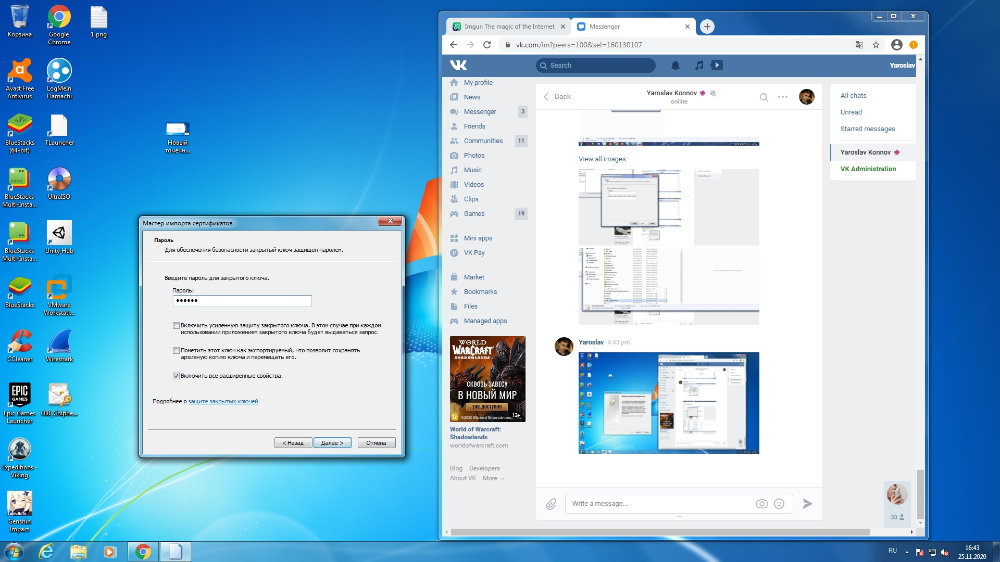 Корзина
Google Chrome
1.png
Avast Free Antivirus
LogMeIn Hamachi
BlueStacks (64-bit)
TLauncher
Новый точечн...
BlueStacks Multi-Insta...
UltraISO
BlueStacks Multi-Insta...
Unity Hub
BlueStacks
VMware Workstati...
CCleaner
Wireshark
EPIC GAMES
Epic Games Launcher
OIB_Chiphe...
Expeditions - Viking
Genshin Impact
Мастер импорта сертификатов
Пароль
Для обеспечения безопасности закрытый ключ защищен паролем.
Введите пароль для закрытого ключа.
Пароль:
••••••
Включить усиленную защиту закрытого ключа. В этом случае при каждом
использовании приложением закрытого ключа будет выдаваться запрос.
Пометить этот ключ как экспортируемый, что позволит сохранять
архивную копию ключа и перемещать его.
Включить все расширенные свойства.
Подробнее о защите закрытых ключей
< Назад
Далее >
Отмена
Imgur: The magic of the Internet
Messenger
vk.com/im?peers=100&sel=160130107
Search
Yaroslav
My profile
News
Messenger 3
Friends
Communities 11
Photos
Music
Videos
Clips
Games 19
Mini apps
VK Pay
Market
Bookmarks
Files
Managed apps
WORLD
WARCRAFT
SHADOWLANDS
СКВОЗЬ ЗАВЕСУ
В НОВЫЙ МИР
УЖЕ ДОСТУПНО
12+
©2020 Blizzard Entertainme
World of Warcraft:
Shadowlands
worldofwarcraft.com
Blog Developers
About VK More
Back
Yaroslav Konnov
online
View all images
Yaroslav 4:43 pm
Write a message...
All chats
Unread
Starred messages
Yaroslav Konnov
VK Administration
33
RU
16:43
25.11.2020